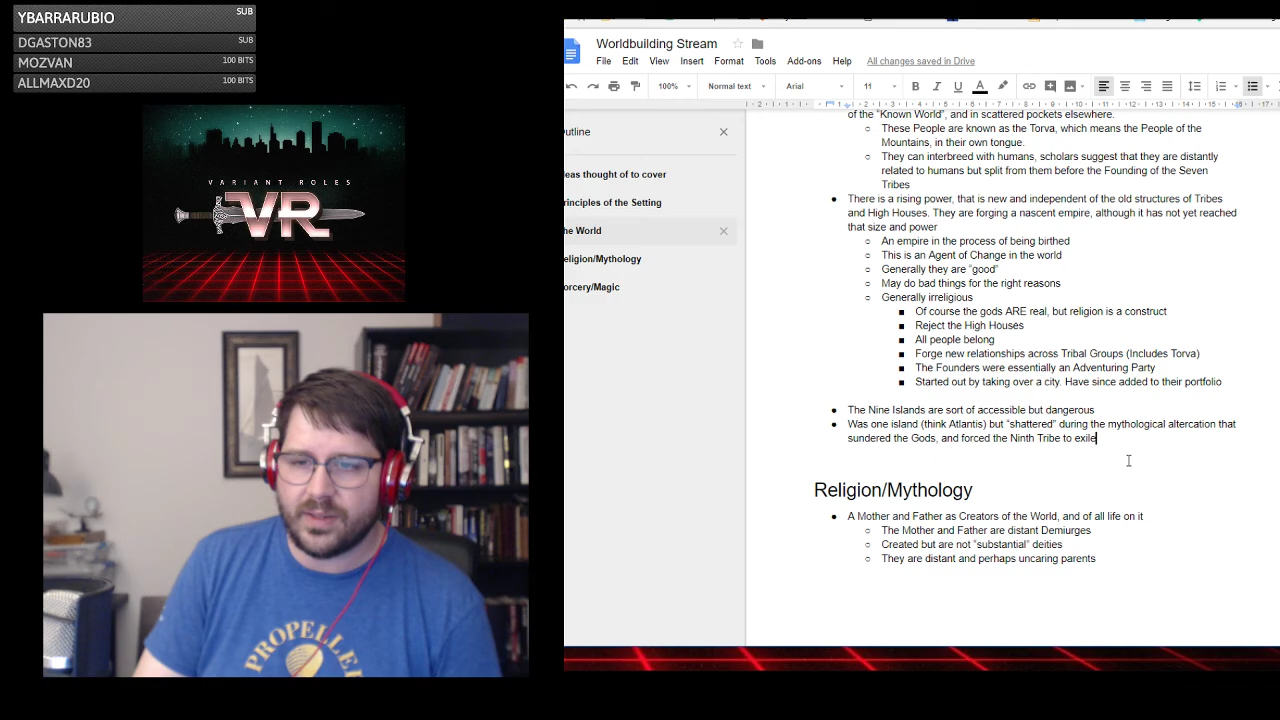 YBARRARUBIO SUB
DGASTON83 SUB
MOZVAN 100 BITS
ALLMAXD20 100 BITS
VARIANT ROLES
VR
PROPELLE
Worldbuilding Stream
File Edit View Insert Format Tools Add-ons Help All changes saved in Drive
100% Normal text Arial 11 B I U A
utline
deas thought of to cover
rinciples of the Setting
he World
eligion/Mythology
orcery/Magic
of the "Known World", and in scattered pockets elsewhere.
These People are known as the Torva, which means the People of the
Mountains, in their own tongue.
They can interbreed with humans, scholars suggest that they are distantly
related to humans but split from them before the Founding of the Seven
Tribes
There is a rising power, that is new and independent of the old structures of Tribes
and High Houses. They are forging a nascent empire, although it has not yet reached
that size and power
An empire in the process of being birthed
This is an Agent of Change in the world
Generally they are "good"
May do bad things for the right reasons
Generally irreligious
Of course the gods ARE real, but religion is a construct
Reject the High Houses
All people belong
Forge new relationships across Tribal Groups (Includes Torva)
The Founders were essentially an Adventuring Party
Started out by taking over a city. Have since added to their portfolio
The Nine Islands are sort of accessible but dangerous
Was one island (think Atlantis) but "shattered" during the mythological altercation that
sundered the Gods, and forced the Ninth Tribe to exile
Religion/Mythology
A Mother and Father as Creators of the World, and of all life on it
The Mother and Father are distant Demiurges
Created but are not "substantial" deities
They are distant and perhaps uncaring parents